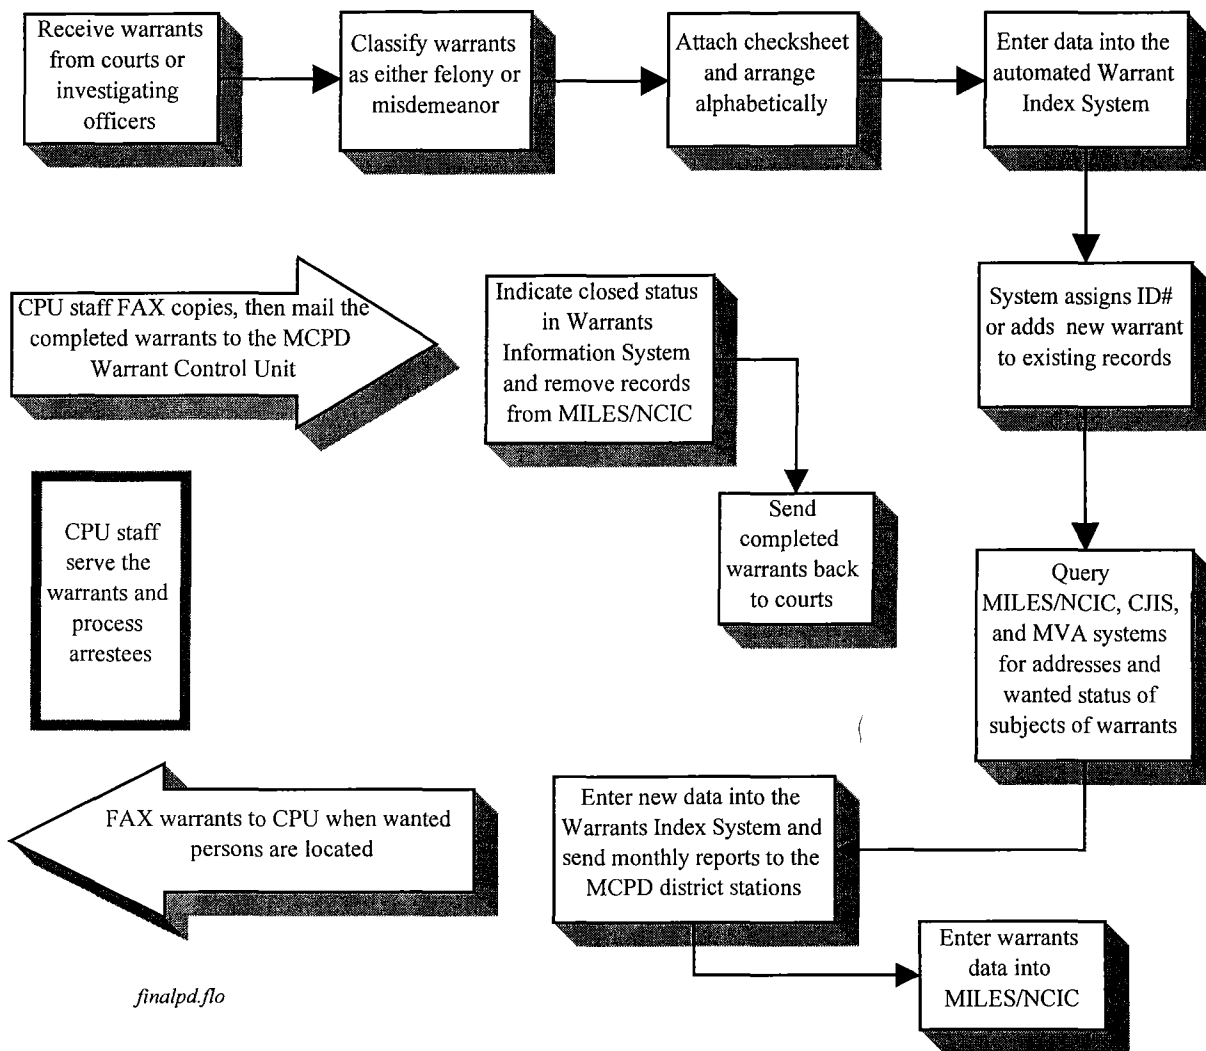 Receive warrants
from courts or
investigating
officers
Classify warrants
as either felony or
misdemeanor
Attach checksheet
and arrange
alphabetically
Enter data into the
automated Warrant
Index System
System assigns ID#
or adds new warrant
to existing records
Query
MILES/NCIC, CJIS,
and MVA systems
for addresses and
wanted status of
subjects of warrants
Enter new data into the
Warrants Index System and
send monthly reports to the
MCPD district stations
Enter warrants
data into
MILES/NCIC
FAX warrants to CPU when wanted
persons are located
CPU staff
serve the
warrants and
process
arrestees
CPU staff FAX copies, then mail the
completed warrants to the MCPD
Warrant Control Unit
Indicate closed status
in Warrants
Information System
and remove records
from MILES/NCIC
Send
completed
warrants back
to courts
finalpd.flo